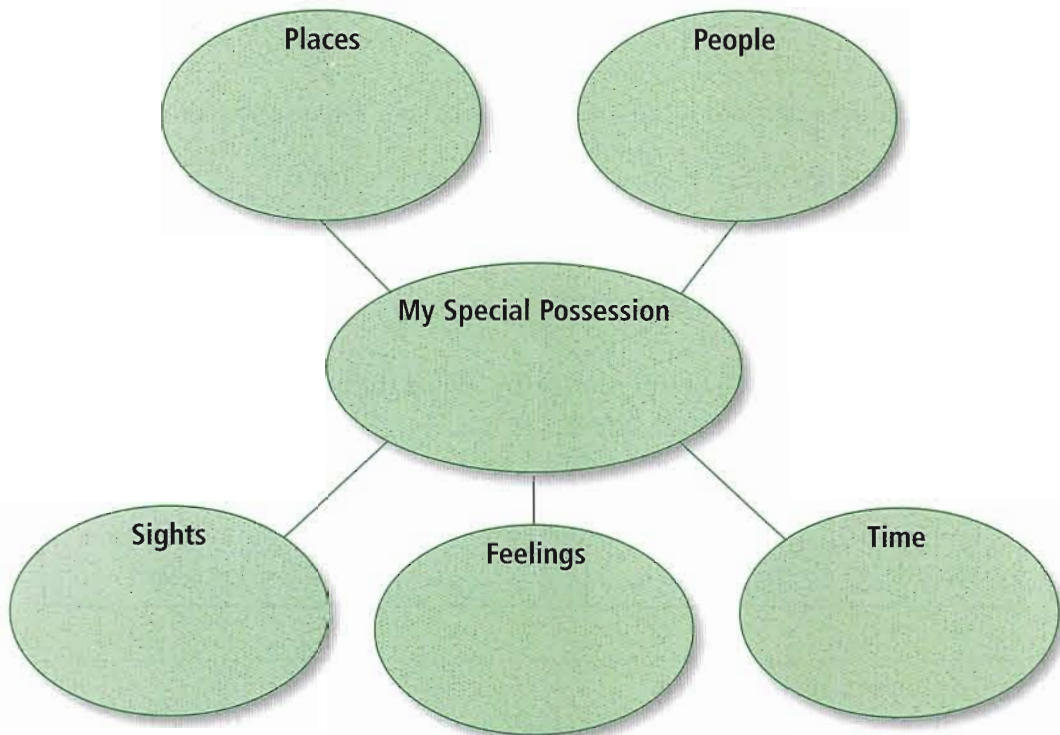 Places
People
My Special Possession
Sights
Feelings
Time